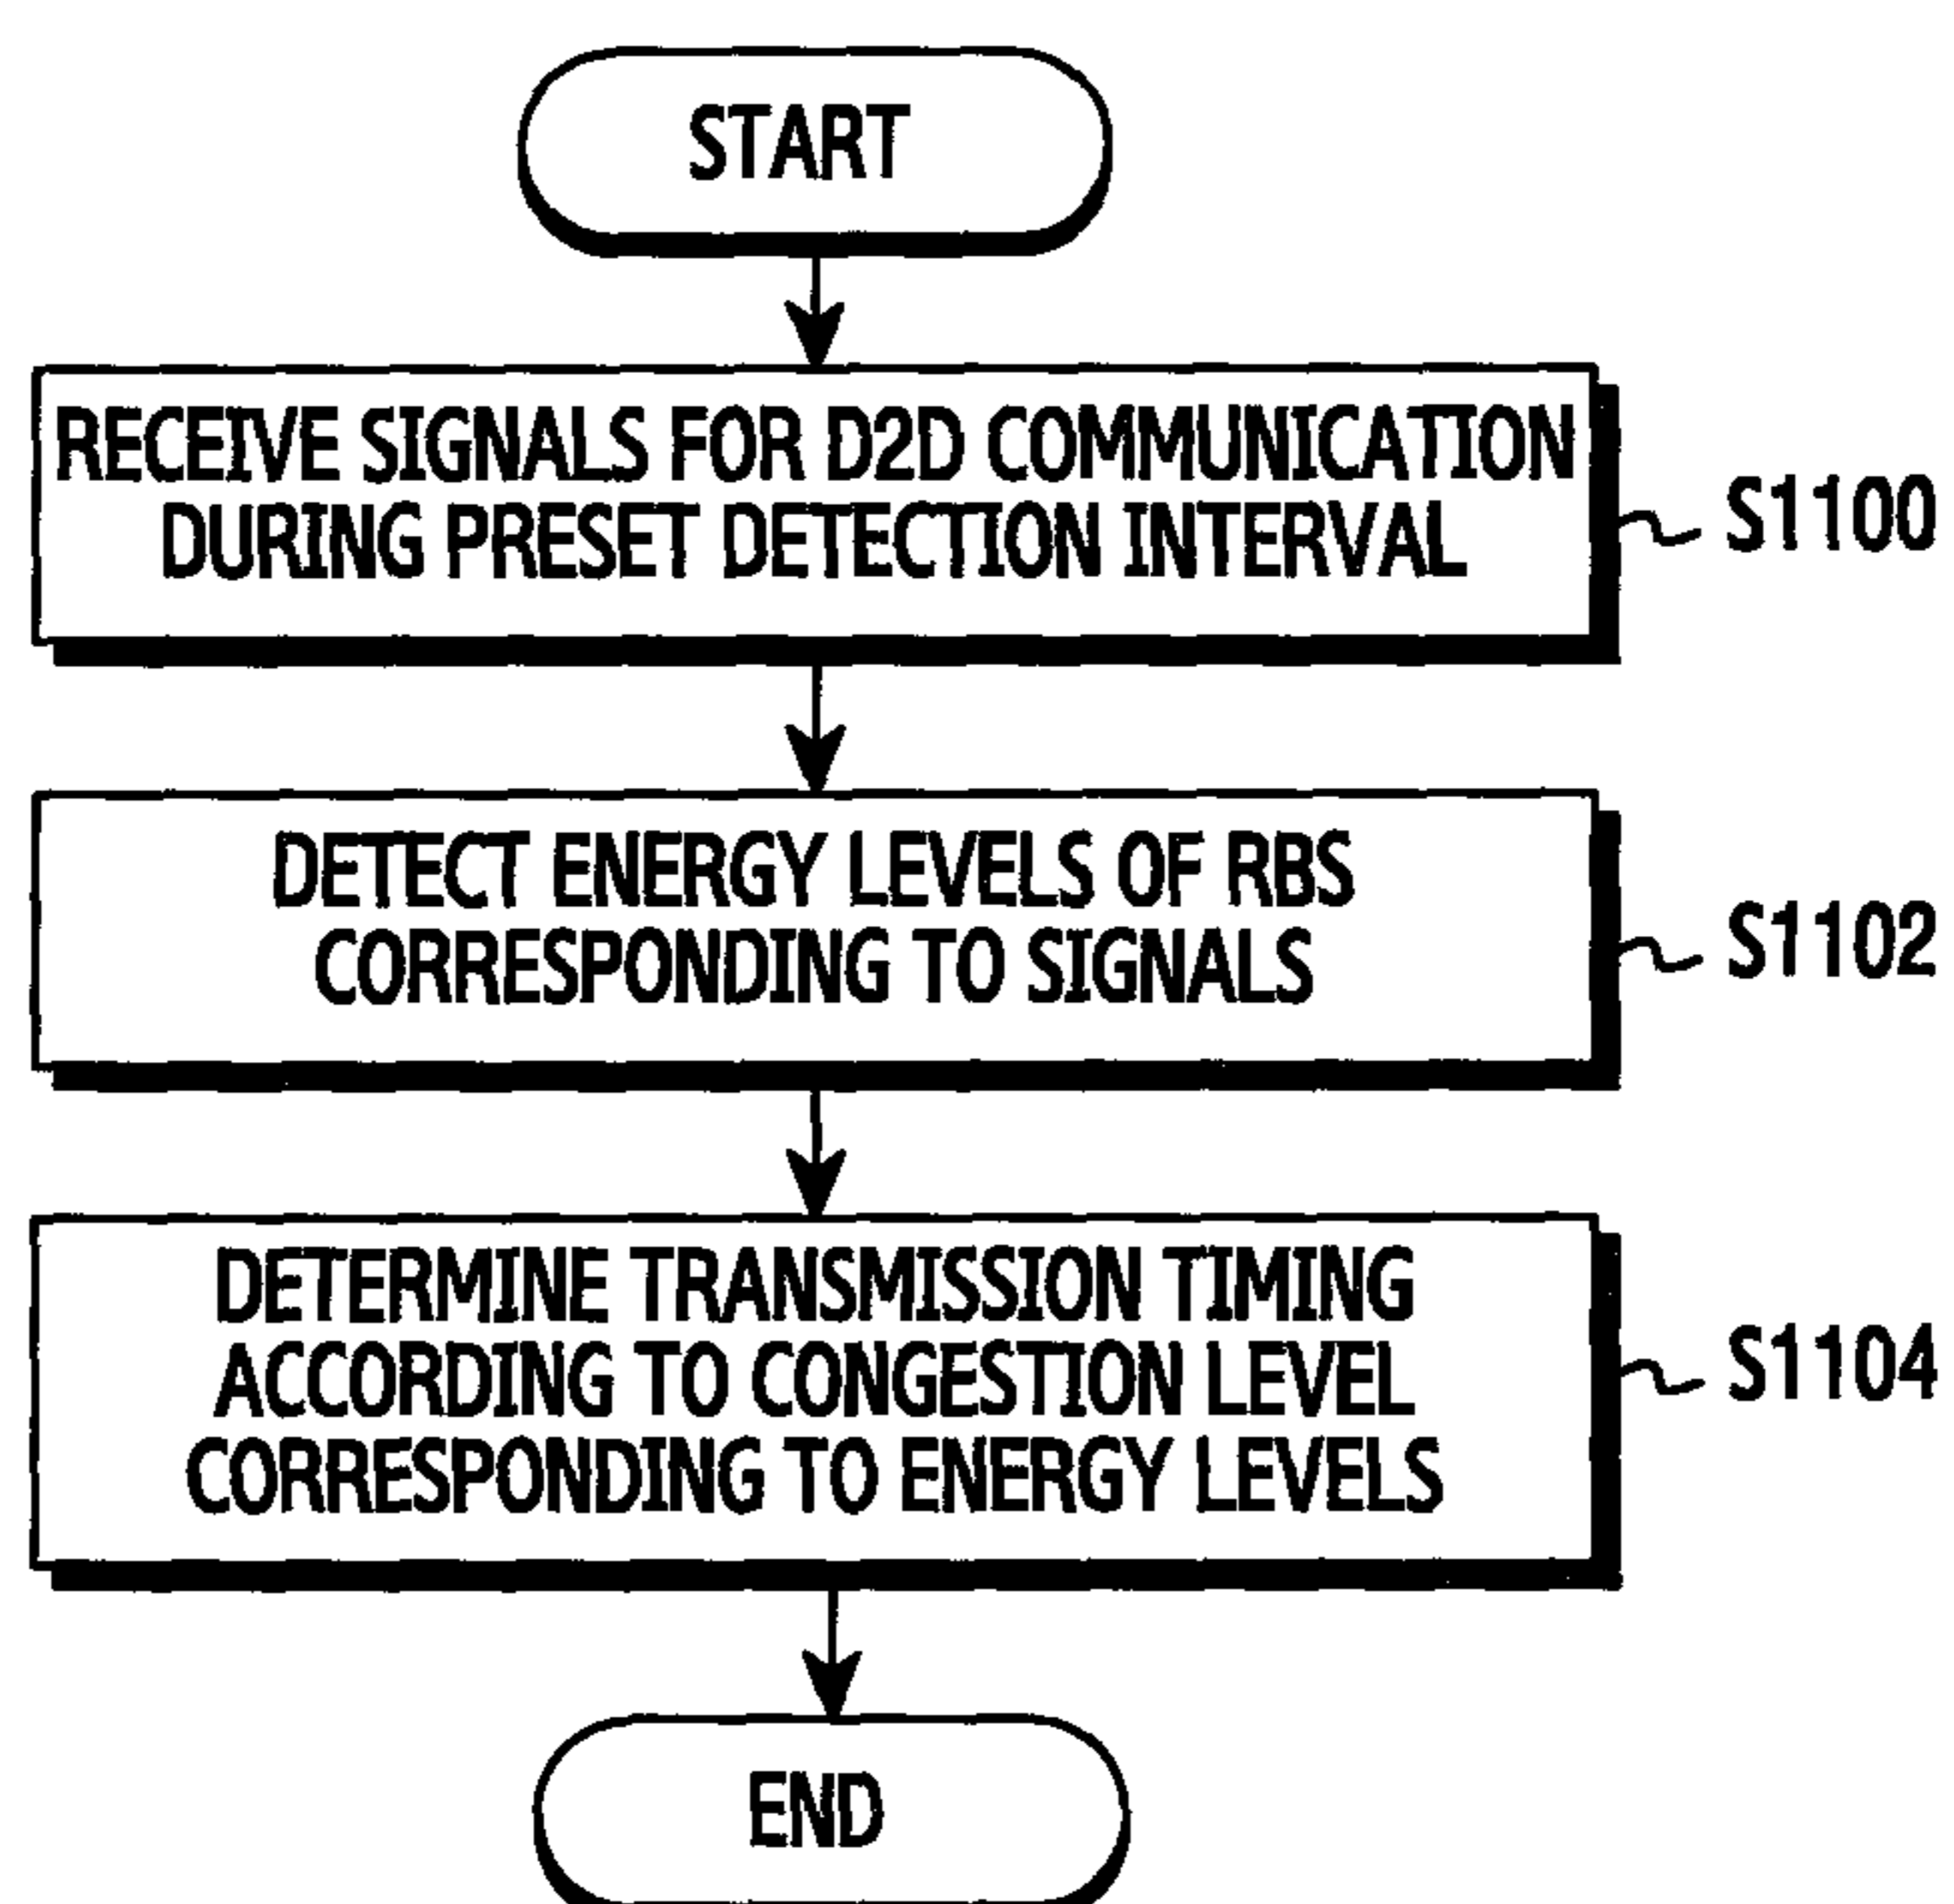 START
RECEIVE SIGNALS FOR D2D COMMUNICATION
DURING PRESET DETECTION INTERVAL
S1100
DETECT ENERGY LEVELS OF RBS
CORRESPONDING TO SIGNALS
S1102
DETERMINE TRANSMISSION TIMING
ACCORDING TO CONGESTION LEVEL
CORRESPONDING TO ENERGY LEVELS
S1104
END